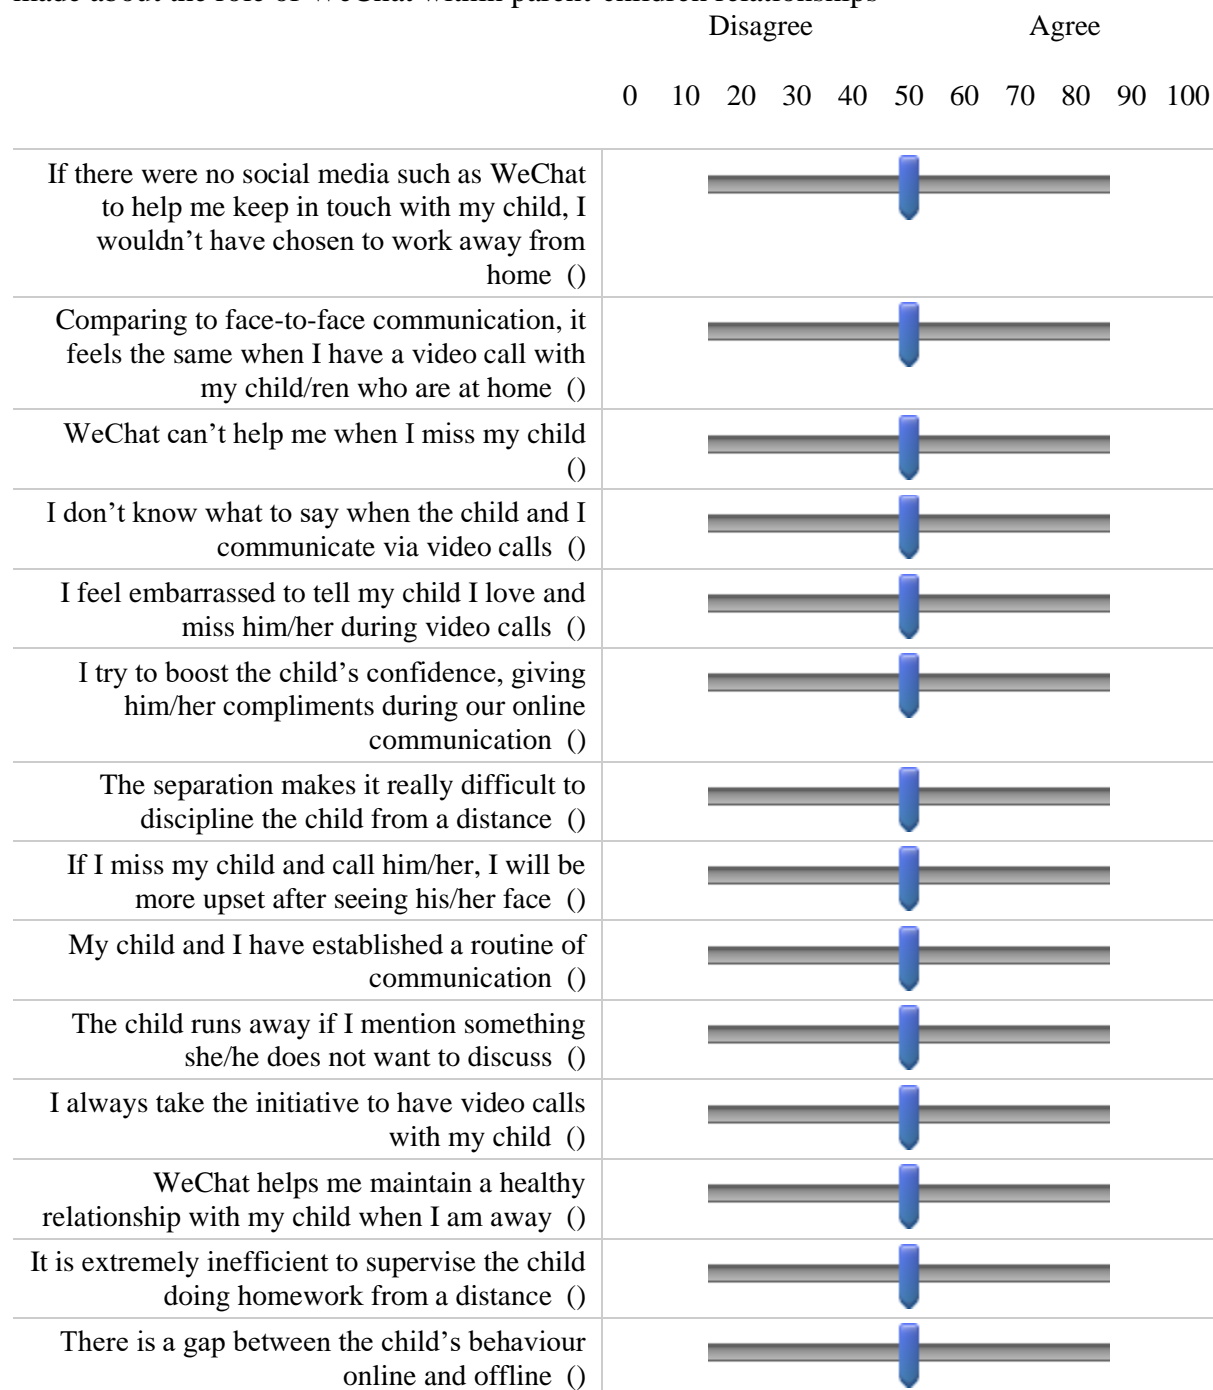 made about the role of WeChat within parent-children relationships
Disagree Agree
0 10 20 30 40 50 60 70 80 90 100
If there were no social media such as WeChat
to help me keep in touch with my child, I
wouldn’t have chosen to work away from
home ()
Comparing to face-to-face communication, it
feels the same when I have a video call with
my child/ren who are at home ()
WeChat can’t help me when I miss my child
()
I don’t know what to say when the child and I
communicate via video calls ()
I feel embarrassed to tell my child I love and
miss him/her during video calls ()
I try to boost the child’s confidence, giving
him/her compliments during our online
communication ()
The separation makes it really difficult to
discipline the child from a distance ()
If I miss my child and call him/her, I will be
more upset after seeing his/her face ()
My child and I have established a routine of
communication ()
The child runs away if I mention something
she/he does not want to discuss ()
I always take the initiative to have video calls
with my child ()
WeChat helps me maintain a healthy
relationship with my child when I am away ()
It is extremely inefficient to supervise the child
doing homework from a distance ()
There is a gap between the child’s behaviour
online and offline ()